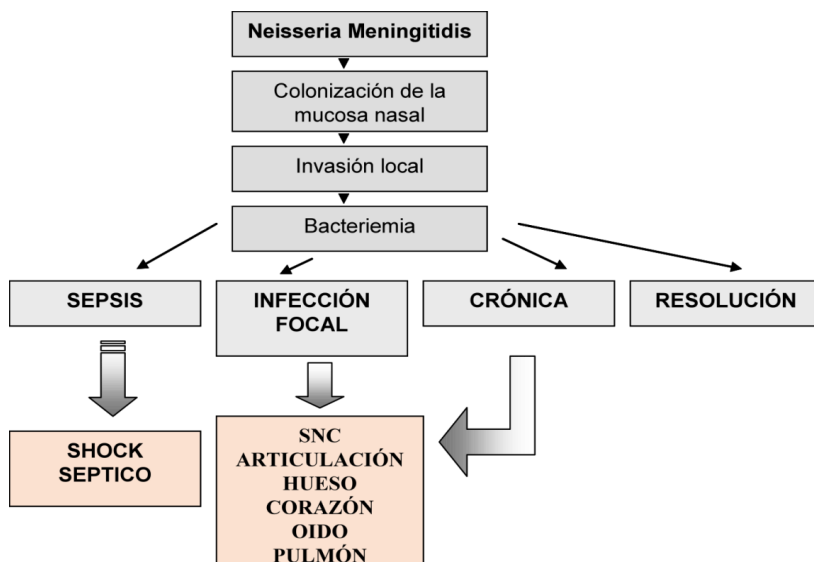 Neisseria Meningitidis
Colonización de la
mucosa nasal
Invasión local
Bacteriemia
SEPSIS
INFECCIÓN
FOCAL
CRÓNICA
RESOLUCIÓN
SHOCK
SEPTICO
SNC
ARTICULACIÓN
HUESO
CORAZÓN
OIDO
PULMÓN